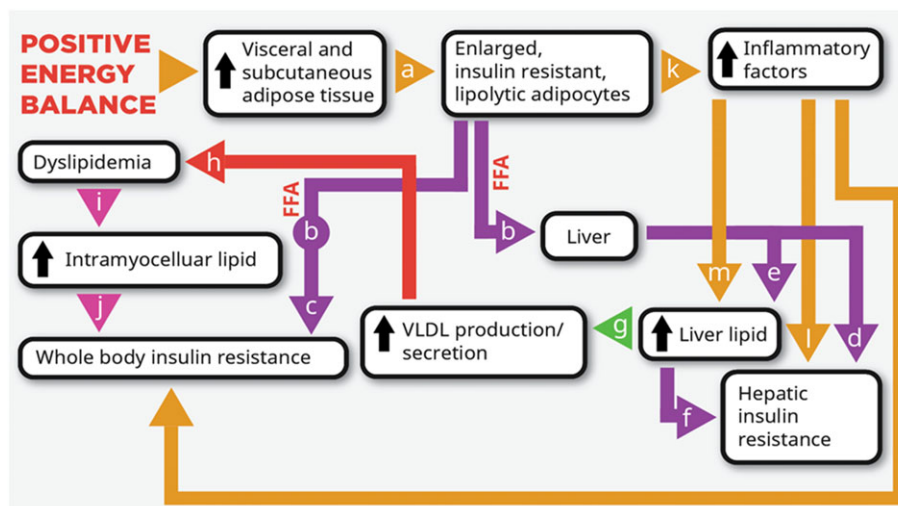 POSITIVE
ENERGY
BALANCE
Visceral and
subcutaneous
adipose tissue
a
Enlarged,
insulin resistant,
lipolytic adipocytes
k
Inflammatory
factors
Dyslipidemia
h
FFA
FFA
i
b
b
Liver
Intramyocelluar lipid
j
c
m
e
VLDL production/
secretion
g
Liver lipid
l
d
Whole body insulin resistance
f
Hepatic
insulin
resistance